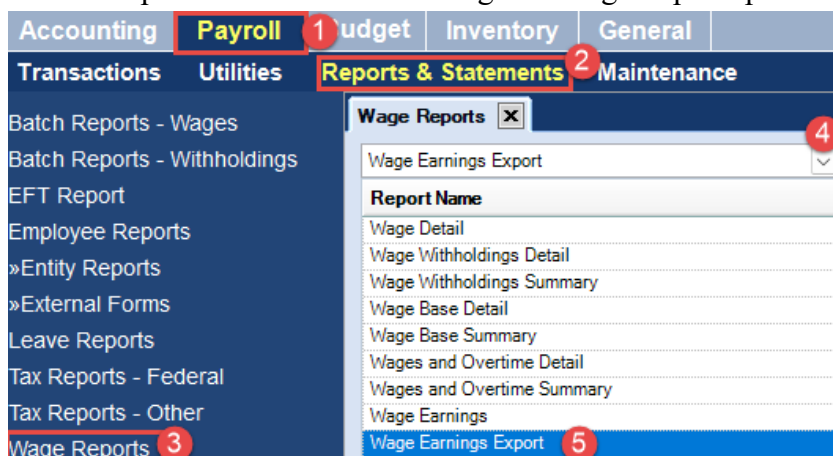 Accounting Payroll 1 Budget Inventory General
Transactions Utilities Reports & Statements 2 Maintenance
Batch Reports - Wages
Batch Reports - Withholdings
EFT Report
Employee Reports
»Entity Reports
»External Forms
Leave Reports
Tax Reports - Federal
Tax Reports - Other
Wage Reports 3
Wage Reports X
4
Wage Earnings Export
Report Name
Wage Detail
Wage Withholdings Detail
Wage Withholdings Summary
Wage Base Detail
Wage Base Summary
Wages and Overtime Detail
Wages and Overtime Summary
Wage Earnings
Wage Earnings Export 5